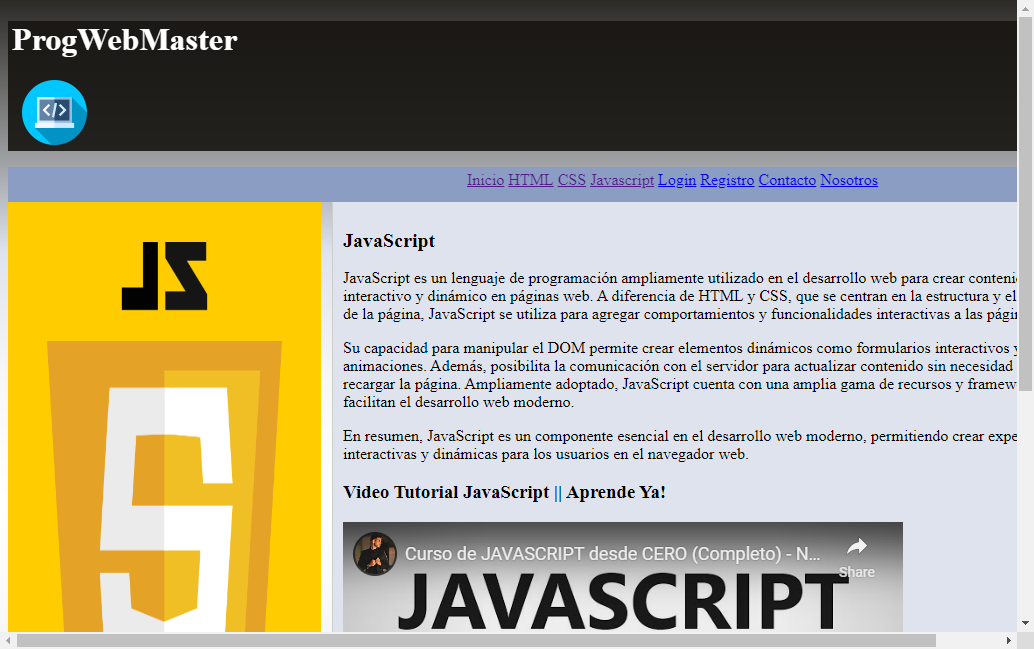 ProgWebMaster
</>
Inicio HTML CSS Javascript Login Registro Contacto Nosotros
JS
JavaScript
JavaScript es un lenguaje de programación ampliamente utilizado en el desarrollo web para crear conteni
interactivo y dinámico en páginas web. A diferencia de HTML y CSS, que se centran en la estructura y el
de la página, JavaScript se utiliza para agregar comportamientos y funcionalidades interactivas a las pági
Su capacidad para manipular el DOM permite crear elementos dinámicos como formularios interactivos y
animaciones. Además, posibilita la comunicación con el servidor para actualizar contenido sin necesidad
recargar la página. Ampliamente adoptado, JavaScript cuenta con una amplia gama de recursos y framew
facilitan el desarrollo web moderno.
En resumen, JavaScript es un componente esencial en el desarrollo web moderno, permitiendo crear expe
interactivas y dinámicas para los usuarios en el navegador web.
Video Tutorial JavaScript || Aprende Ya!
Curso de JAVASCRIPT desde CERO (Completo) - N...
Share
JAVASCRIPT